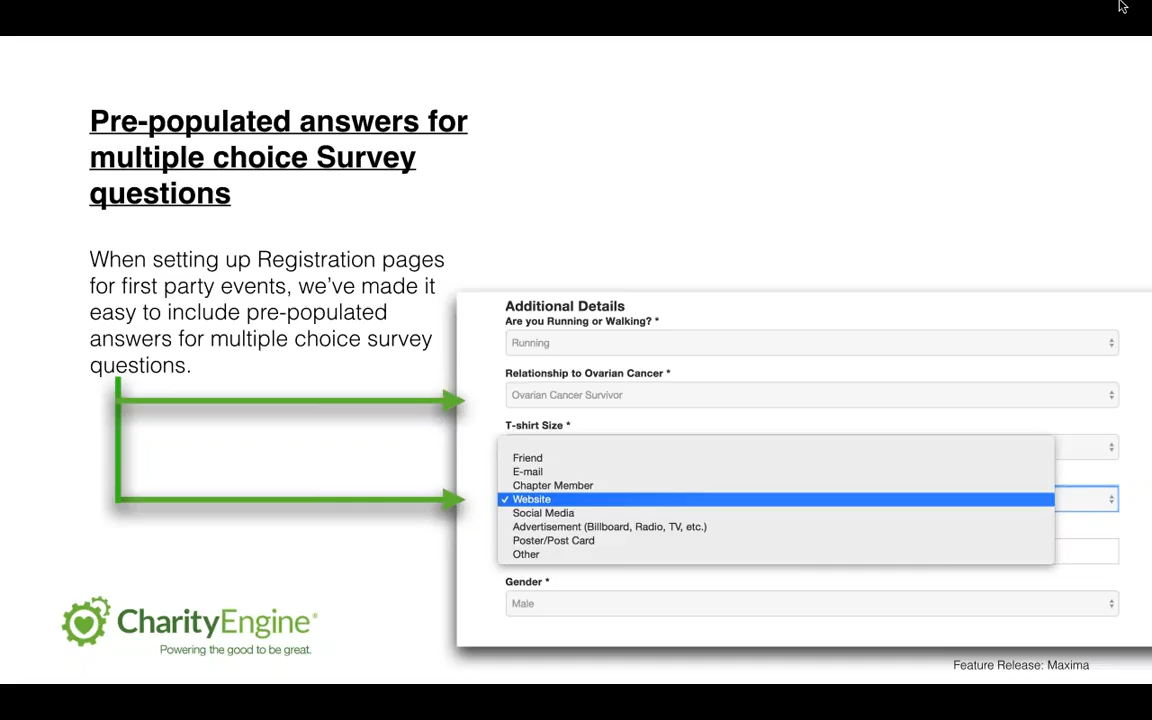 Pre-populated answers for
multiple choice Survey
questions
When setting up Registration pages
for first party events, we've made it
easy to include pre-populated
answers for multiple choice survey
questions.
Additional Details
Are you Running or Walking? *
Running
Relationship to Ovarian Cancer *
Ovarian Cancer Survivor
T-shirt Size *
Friend
E-mail
Chapter Member
✓ Website
Social Media
Advertisement (Billboard, Radio, TV, etc.)
Poster/Post Card
Other
Gender *
Male
CharityEngine®
Powering the good to be great.
Feature Release: Maxima